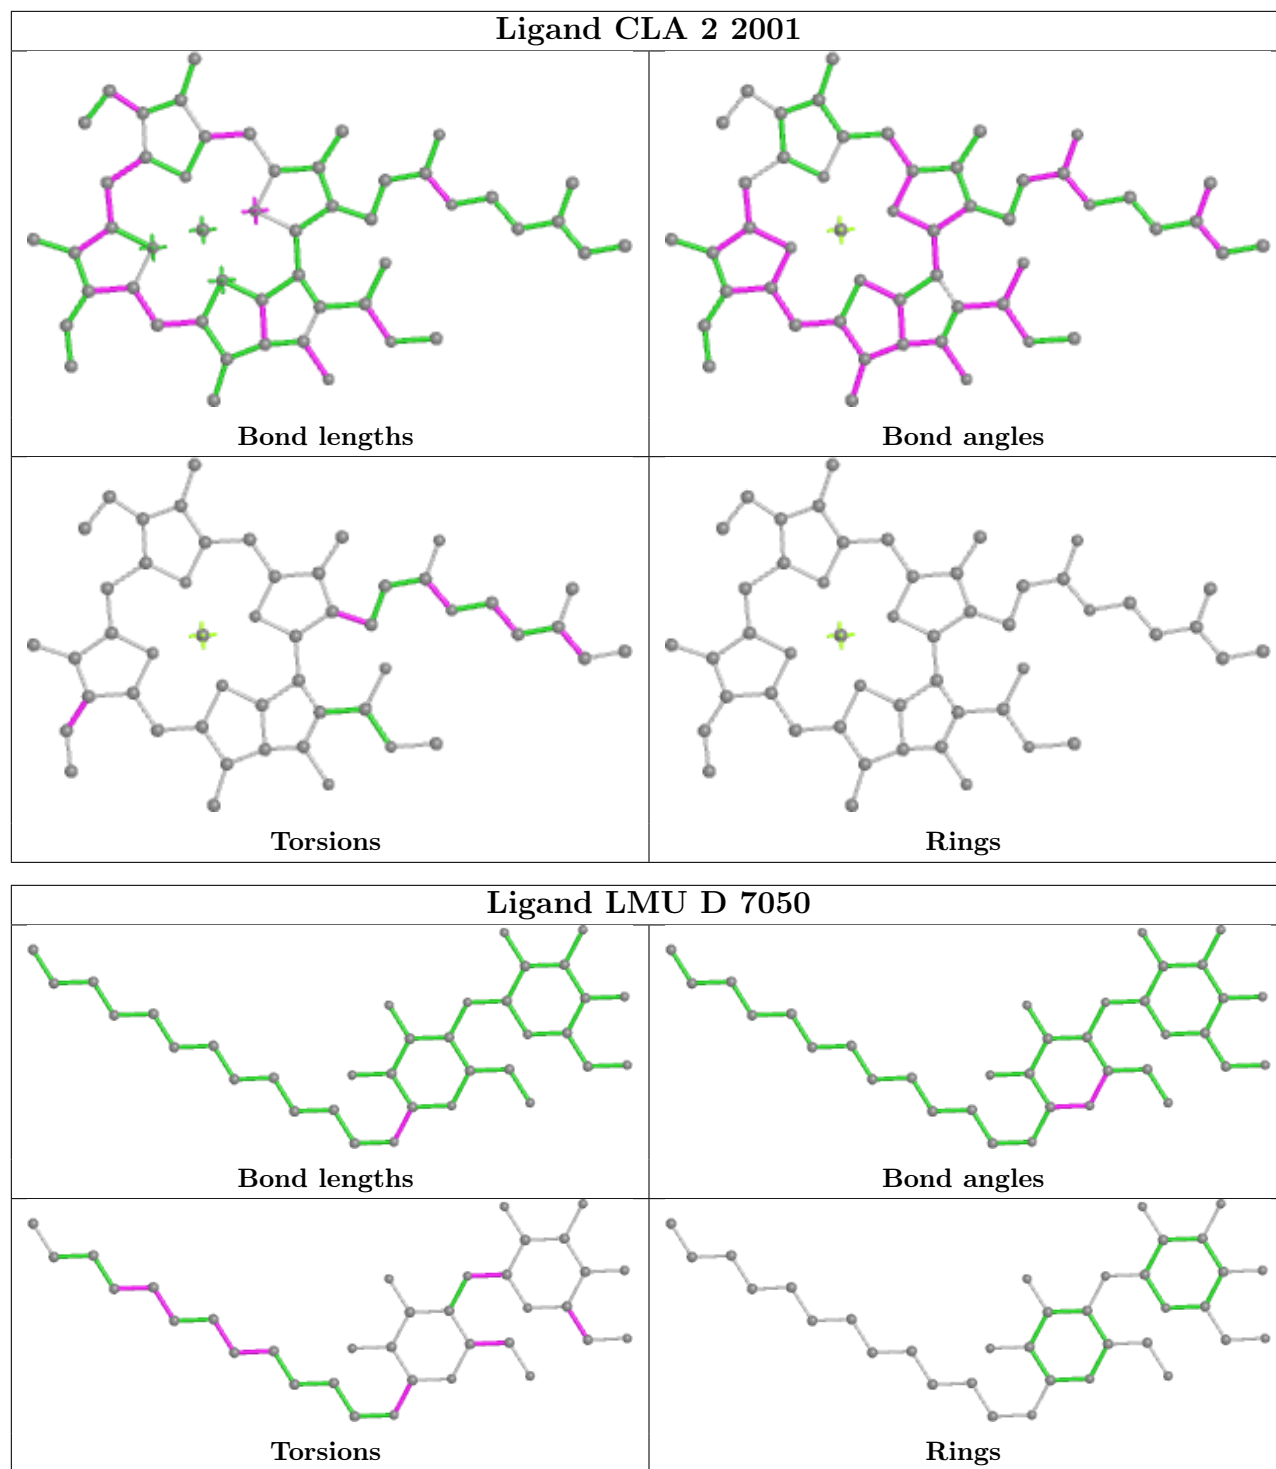 Ligand CLA 2 2001
Bond lengths
Bond angles
Torsions
Rings
Ligand LMU D 7050
Bond lengths
Bond angles
Torsions
Rings